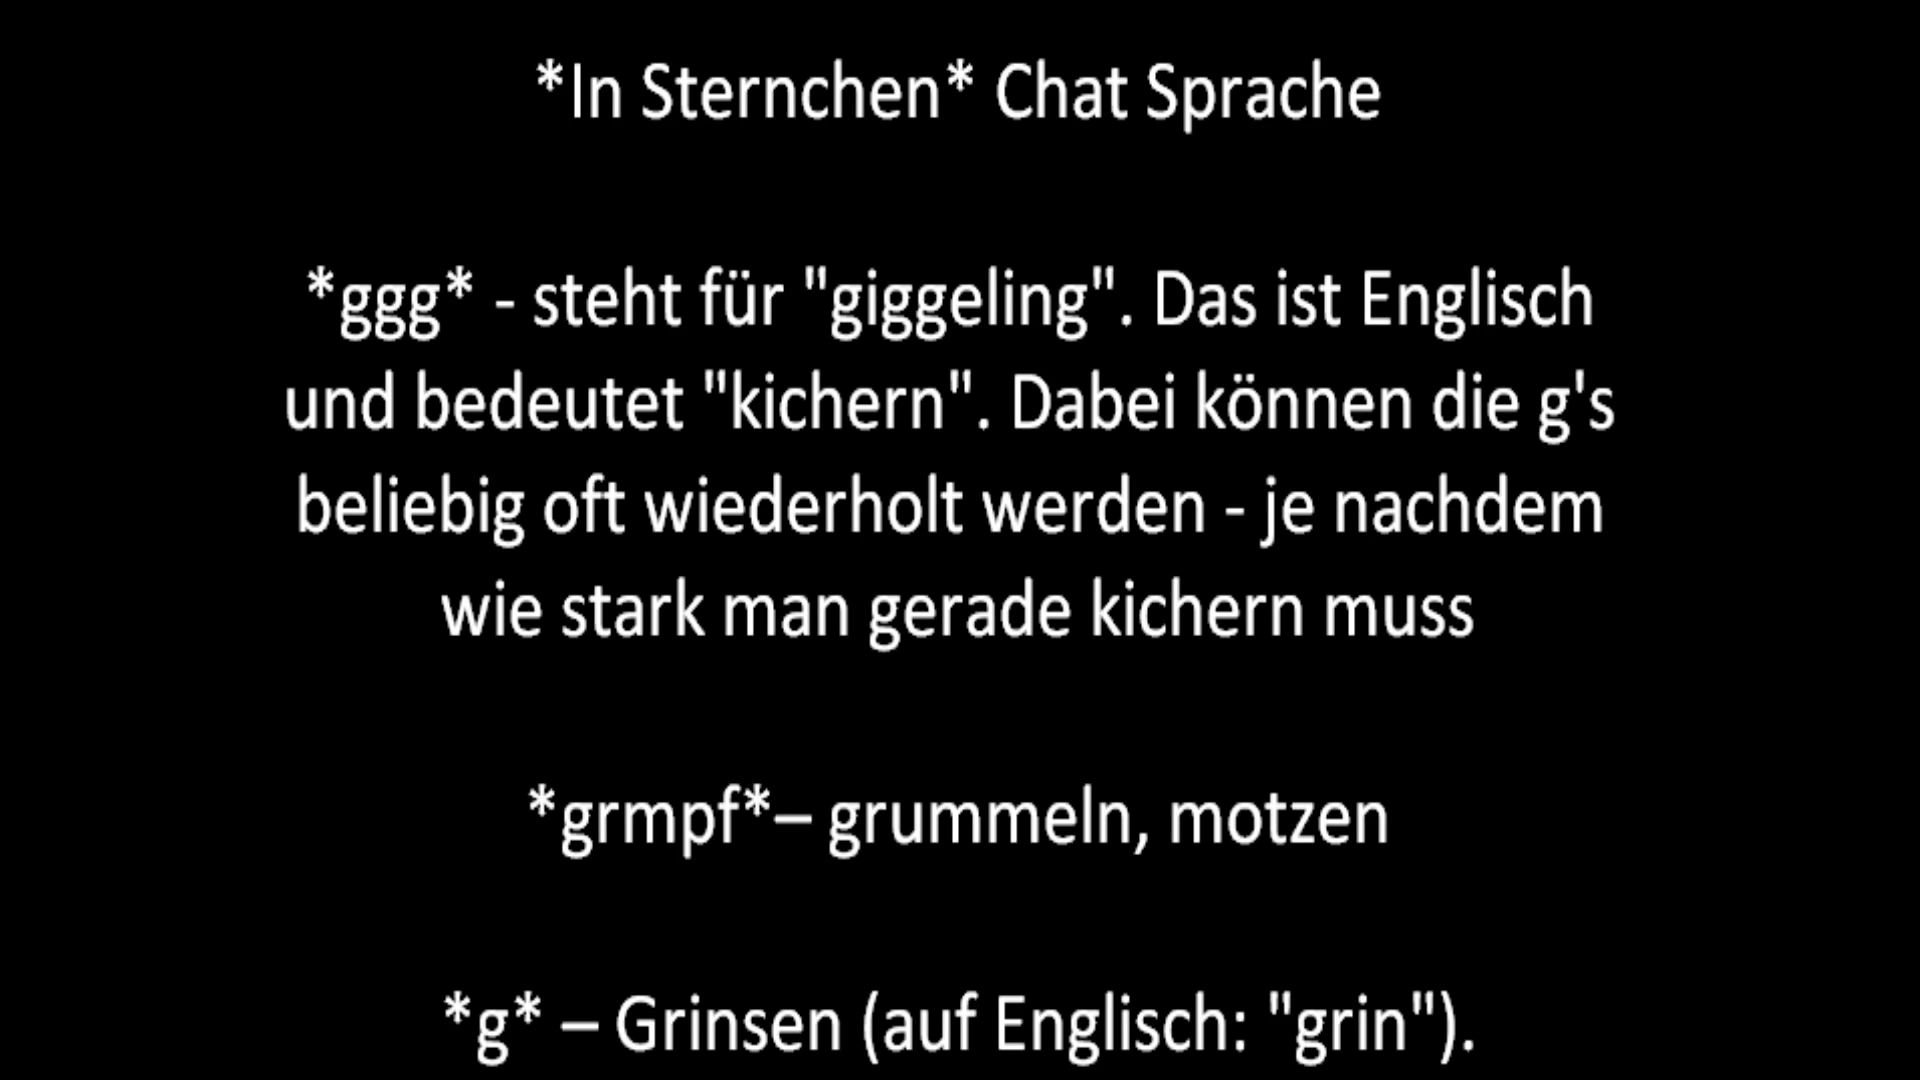 *In Sternchen* Chat Sprache
*ggg* - steht für "giggeling". Das ist Englisch
und bedeutet "kichern". Dabei können die g's
beliebig oft wiederholt werden - je nachdem
wie stark man gerade kichern muss
*grmpf*– grummeln, motzen
*g* – Grinsen (auf Englisch: "grin").